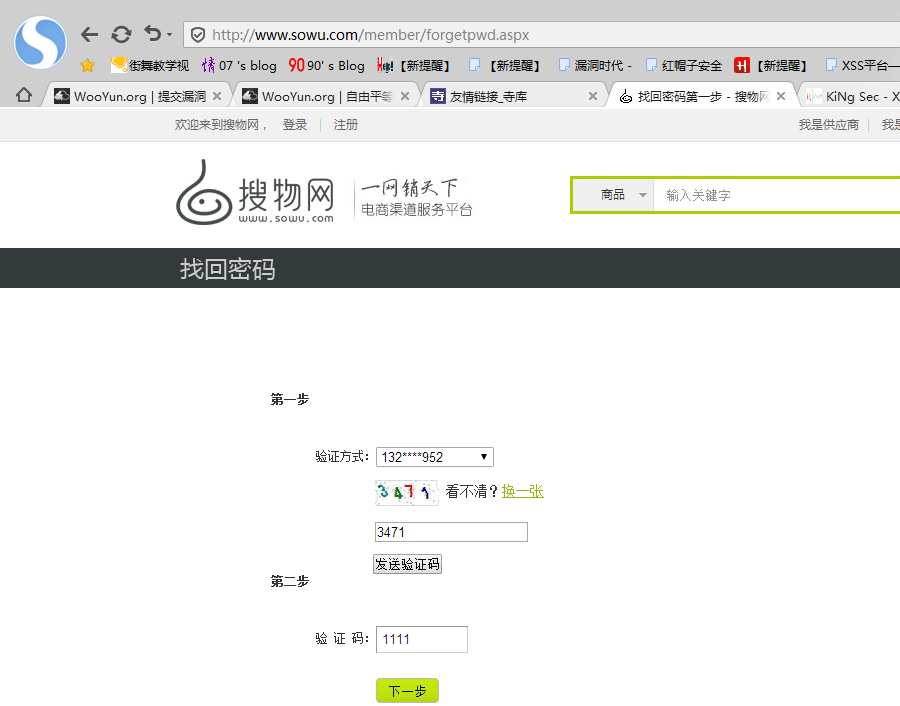 http://www.sowu.com/member/forgetpwd.aspx
街舞教学视 情 07 's blog 90 90' s Blog 【新提醒】 【新提醒】 漏洞时代 - 红帽子安全 【新提醒】 XSS平台—
WooYun.org | 提交漏洞 WooYun.org | 自由平等 寺 友情链接_寺库 找回密码第一步 - 搜物网 KiNg Sec - X
欢迎来到搜物网， 登录 | 注册 我是供应商 | 我是
搜物网 一网销天下
www.sowu.com 电商渠道服务平台
商品 输入关键字
找回密码
第一步
验证方式： 132****952
3471 看不清？换一张
3471
发送验证码
第二步
验 证 码： 1111
下一步